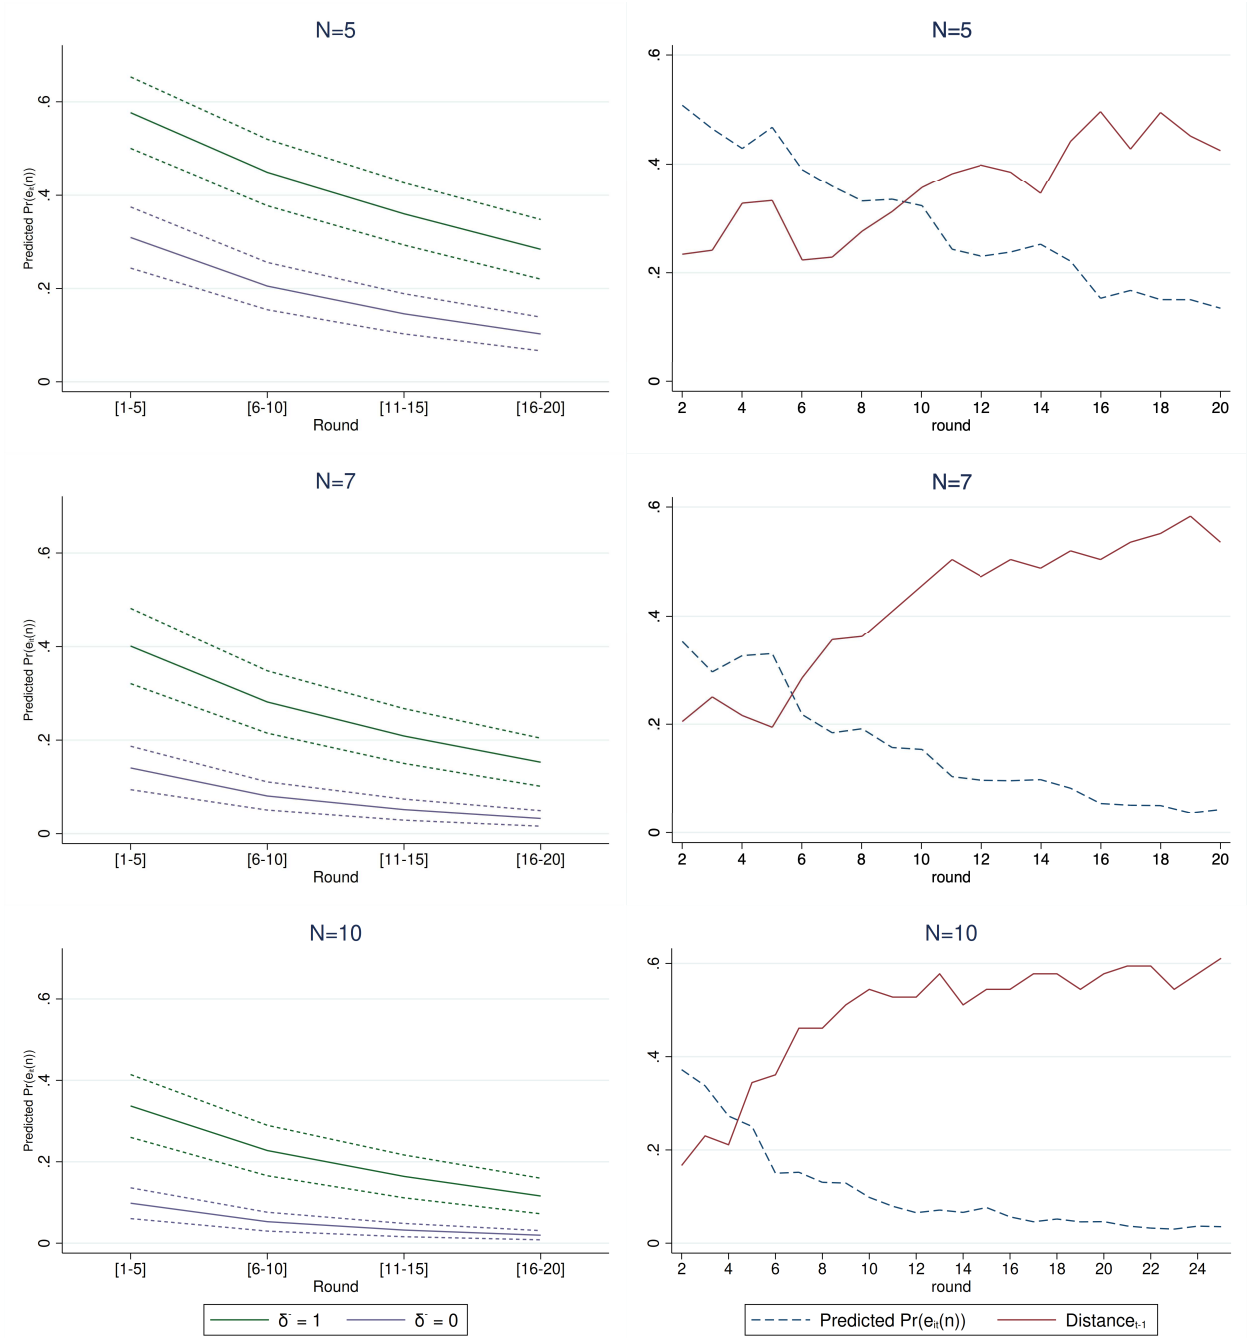 N=5
.6
.4
.2
0
Predicted Pr(eᵢₜ(n))
[1-5] [6-10] [11-15] [16-20]
Round
N=5
.6
.4
.2
0
2 4 6 8 10 12 14 16 18 20
round
N=7
.6
.4
.2
0
Predicted Pr(eᵢₜ(n))
[1-5] [6-10] [11-15] [16-20]
Round
N=7
.6
.4
.2
0
2 4 6 8 10 12 14 16 18 20
round
N=10
.6
.4
.2
0
Predicted Pr(eᵢₜ(n))
[1-5] [6-10] [11-15] [16-20]
Round
N=10
.6
.4
.2
0
2 4 6 8 10 12 14 16 18 20 22 24
round
δ⁻ = 1 δ⁻ = 0
Predicted Pr(eᵢₜ(n)) Distanceₜ₋₁